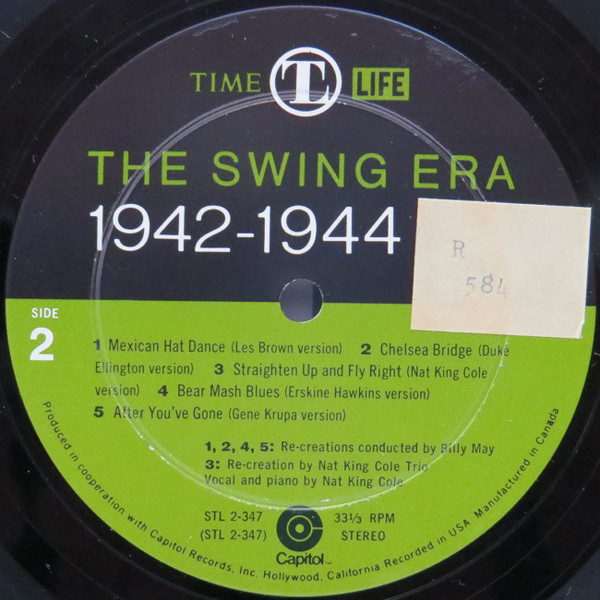 TIME T LIFE
THE SWING ERA
1942-1944
R
584
SIDE
2
1 Mexican Hat Dance (Les Brown version) 2 Chelsea Bridge (Duke
Ellington version) 3 Straighten Up and Fly Right (Nat King Cole
version) 4 Bear Mash Blues (Erskine Hawkins version)
5 After You've Gone (Gene Krupa version)
1, 2, 4, 5: Re-creations conducted by Billy May
3: Re-creation by Nat King Cole Trio
Vocal and piano by Nat King Cole
STL 2-347 33⅓ RPM
(STL 2-347) STEREO
Capitol™
Produced in cooperation with Capitol Records, Inc. Hollywood, California Recorded in USA Manufactured in Canada